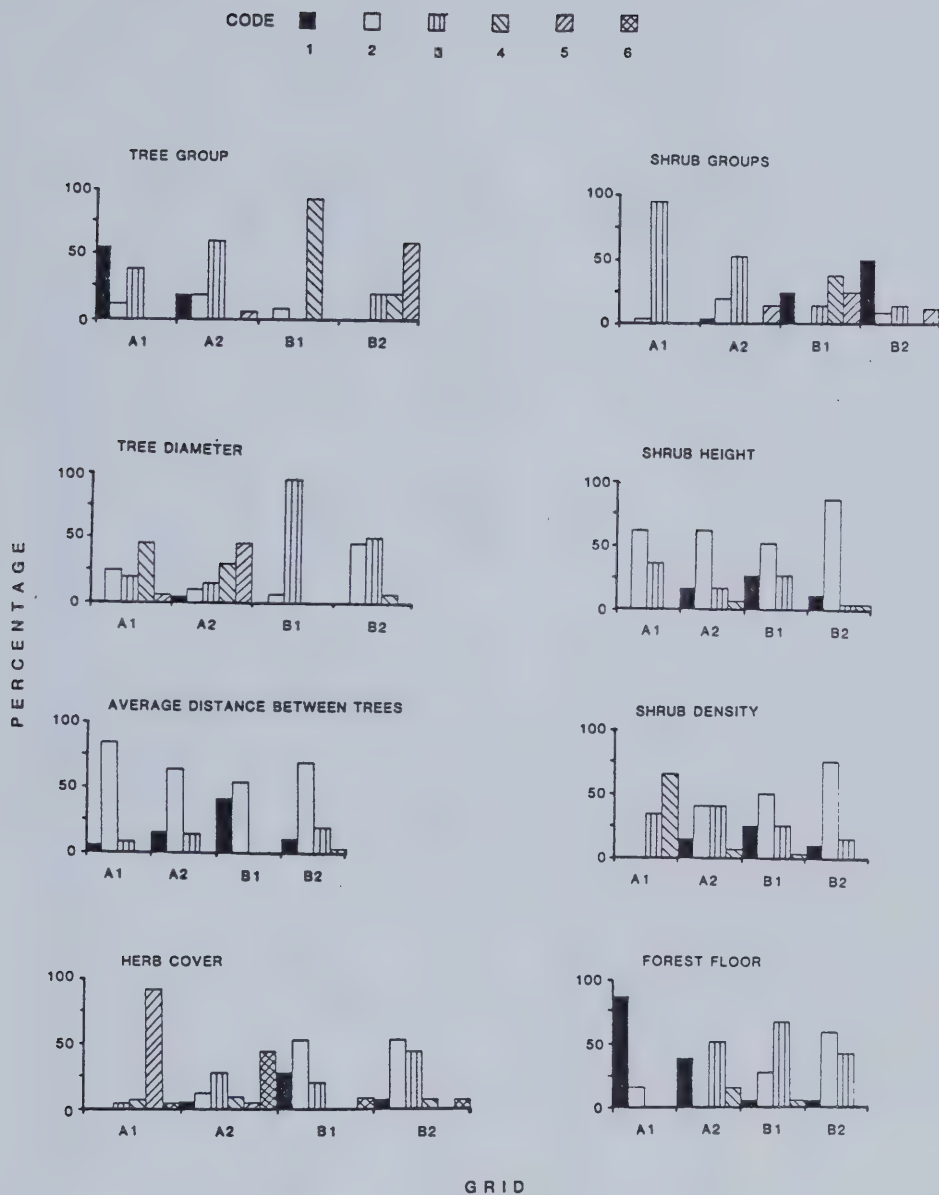 CODE
1 2 3 4 5 6
TREE GROUP
100
50
0
A1 A2 B1 B2
SHRUB GROUPS
100
50
0
A1 A2 B1 B2
TREE DIAMETER
100
50
0
A1 A2 B1 B2
SHRUB HEIGHT
100
50
0
A1 A2 B1 B2
PERCENTAGE
AVERAGE DISTANCE BETWEEN TREES
100
50
0
A1 A2 B1 B2
SHRUB DENSITY
100
50
0
A1 A2 B1 B2
HERB COVER
100
50
0
A1 A2 B1 B2
FOREST FLOOR
100
50
0
A1 A2 B1 B2
GRID